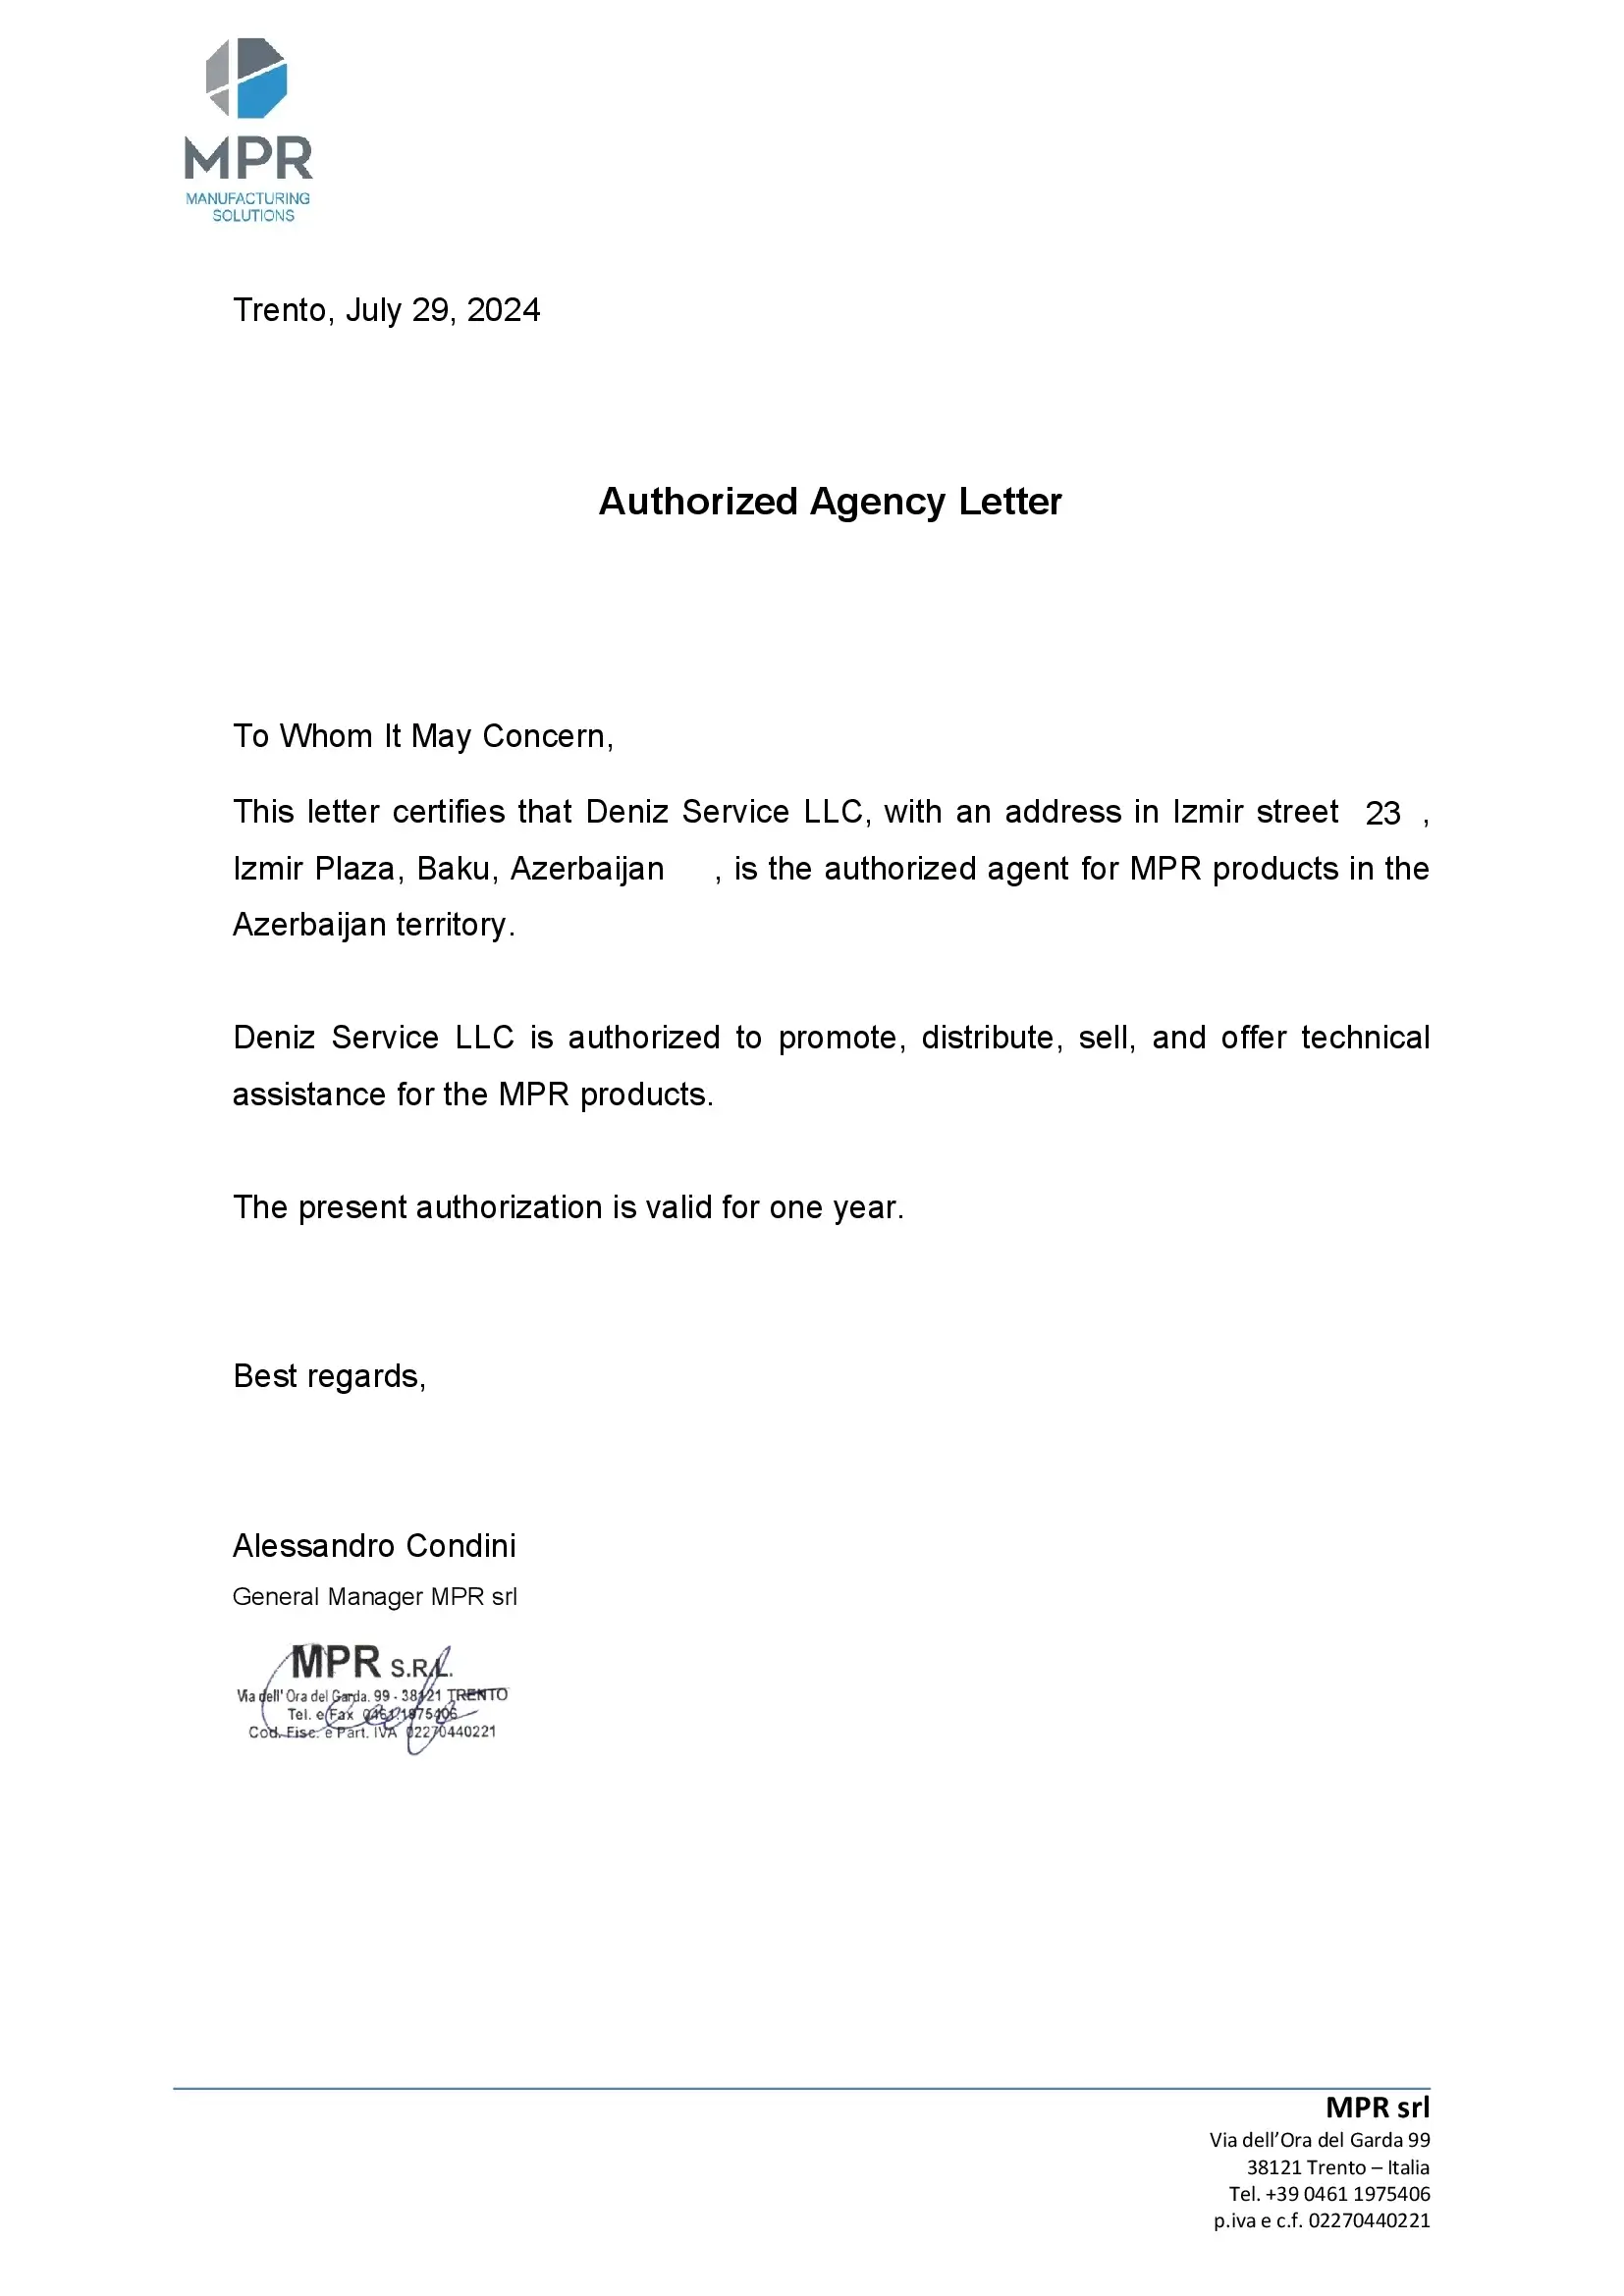 MPR
MANUFACTURING
SOLUTIONS
Trento, July 29, 2024
Authorized Agency Letter
To Whom It May Concern,
This letter certifies that Deniz Service LLC, with an address in Izmir street 23 ,
Izmir Plaza, Baku, Azerbaijan , is the authorized agent for MPR products in the
Azerbaijan territory.
Deniz Service LLC is authorized to promote, distribute, sell, and offer technical
assistance for the MPR products.
The present authorization is valid for one year.
Best regards,
Alessandro Condini
General Manager MPR srl
MPR S.R.L.
Via dell' Ora del Garda. 99 - 38121 TRENTO
Tel. e Fax 0461.1975406
Cod. Fisc. e Part. IVA 02270440221
MPR srl
Via dell’Ora del Garda 99
38121 Trento – Italia
Tel. +39 0461 1975406
p.iva e c.f. 02270440221